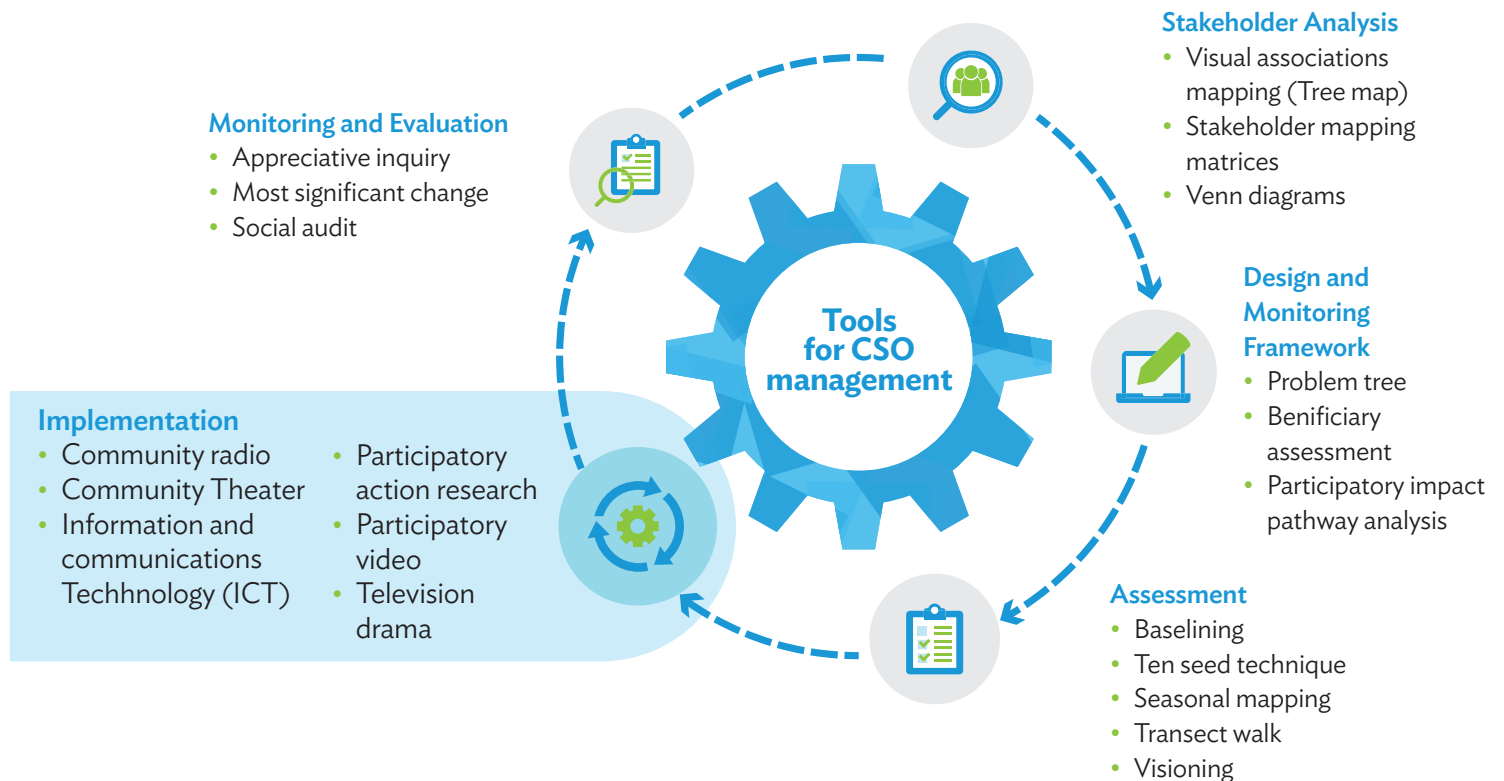 Stakeholder Analysis
• Visual associations
mapping (Tree map)
• Stakeholder mapping
matrices
• Venn diagrams
Monitoring and Evaluation
• Appreciative inquiry
• Most significant change
• Social audit
Tools
for CSO
management
Design and
Monitoring
Framework
• Problem tree
• Benificiary
assessment
• Participatory impact
pathway analysis
Implementation
• Community radio
• Community Theater
• Information and
communications
Techhnology (ICT)
• Participatory
action research
• Participatory
video
• Television
drama
Assessment
• Baselining
• Ten seed technique
• Seasonal mapping
• Transect walk
• Visioning